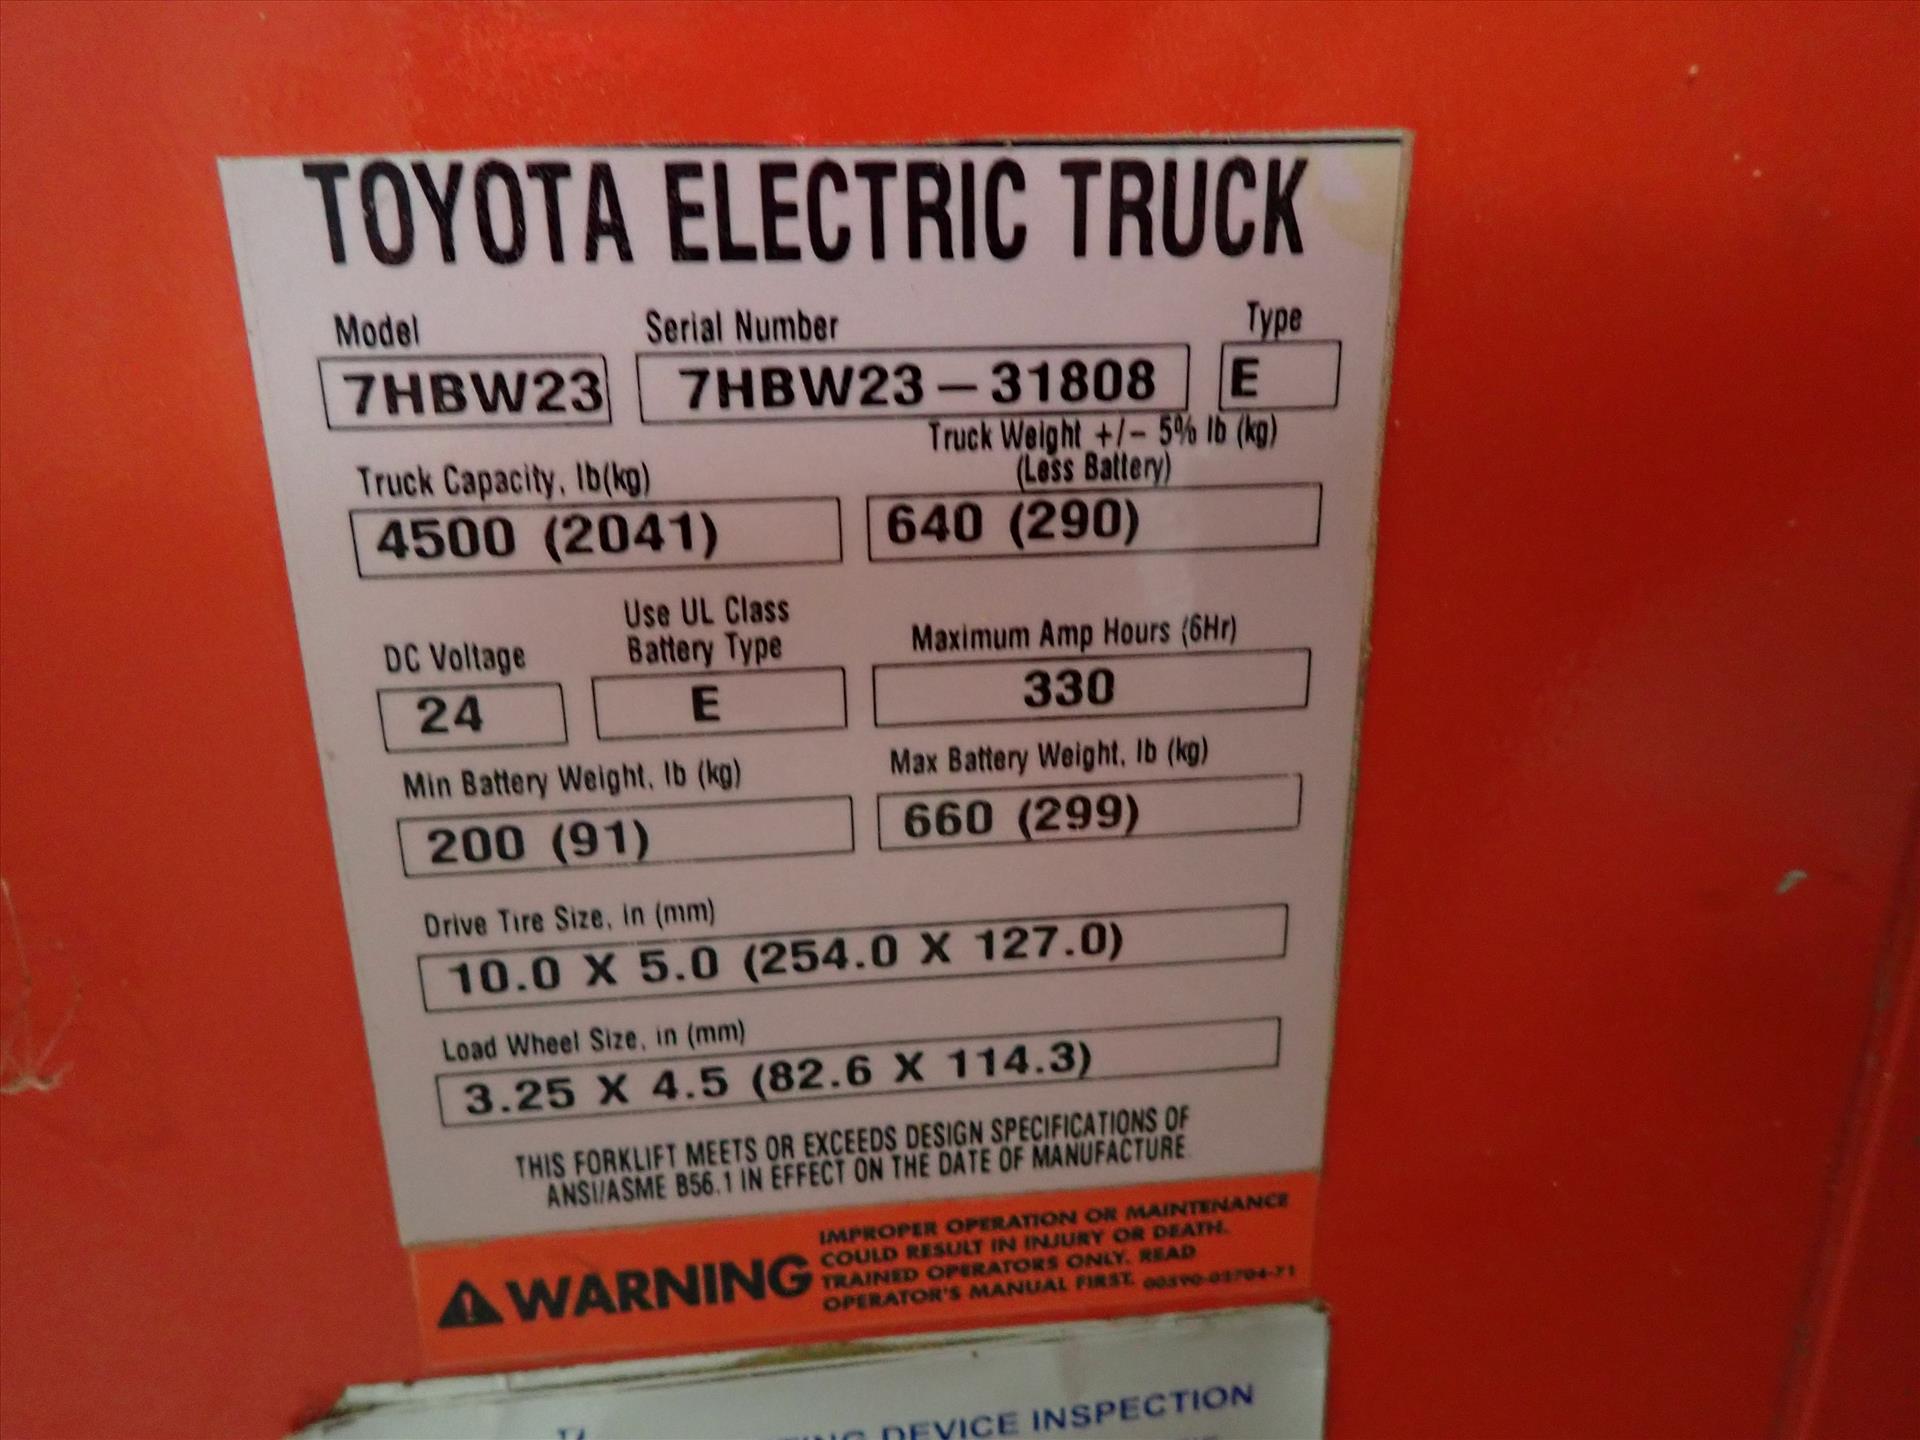 TOYOTA ELECTRIC TRUCK
Model Serial Number Type
7HBW23 7HBW23-31808 E
Truck Capacity, lb(kg) Truck Weight +/- 5% lb (kg)
(Less Battery)
4500 (2041) 640 (290)
DC Voltage Use UL Class Battery Type Maximum Amp Hours (6Hr)
24 E 330
Min Battery Weight, lb (kg) Max Battery Weight, lb (kg)
200 (91) 660 (299)
Drive Tire Size, in (mm)
10.0 X 5.0 (254.0 X 127.0)
Load Wheel Size, in (mm)
3.25 X 4.5 (82.6 X 114.3)
THIS FORKLIFT MEETS OR EXCEEDS DESIGN SPECIFICATIONS OF
ANSI/ASME B56.1 IN EFFECT ON THE DATE OF MANUFACTURE
WARNING
IMPROPER OPERATION OR MAINTENANCE
COULD RESULT IN INJURY OR DEATH.
TRAINED OPERATORS ONLY. READ
OPERATOR'S MANUAL FIRST.
DEVICE INSPECTION